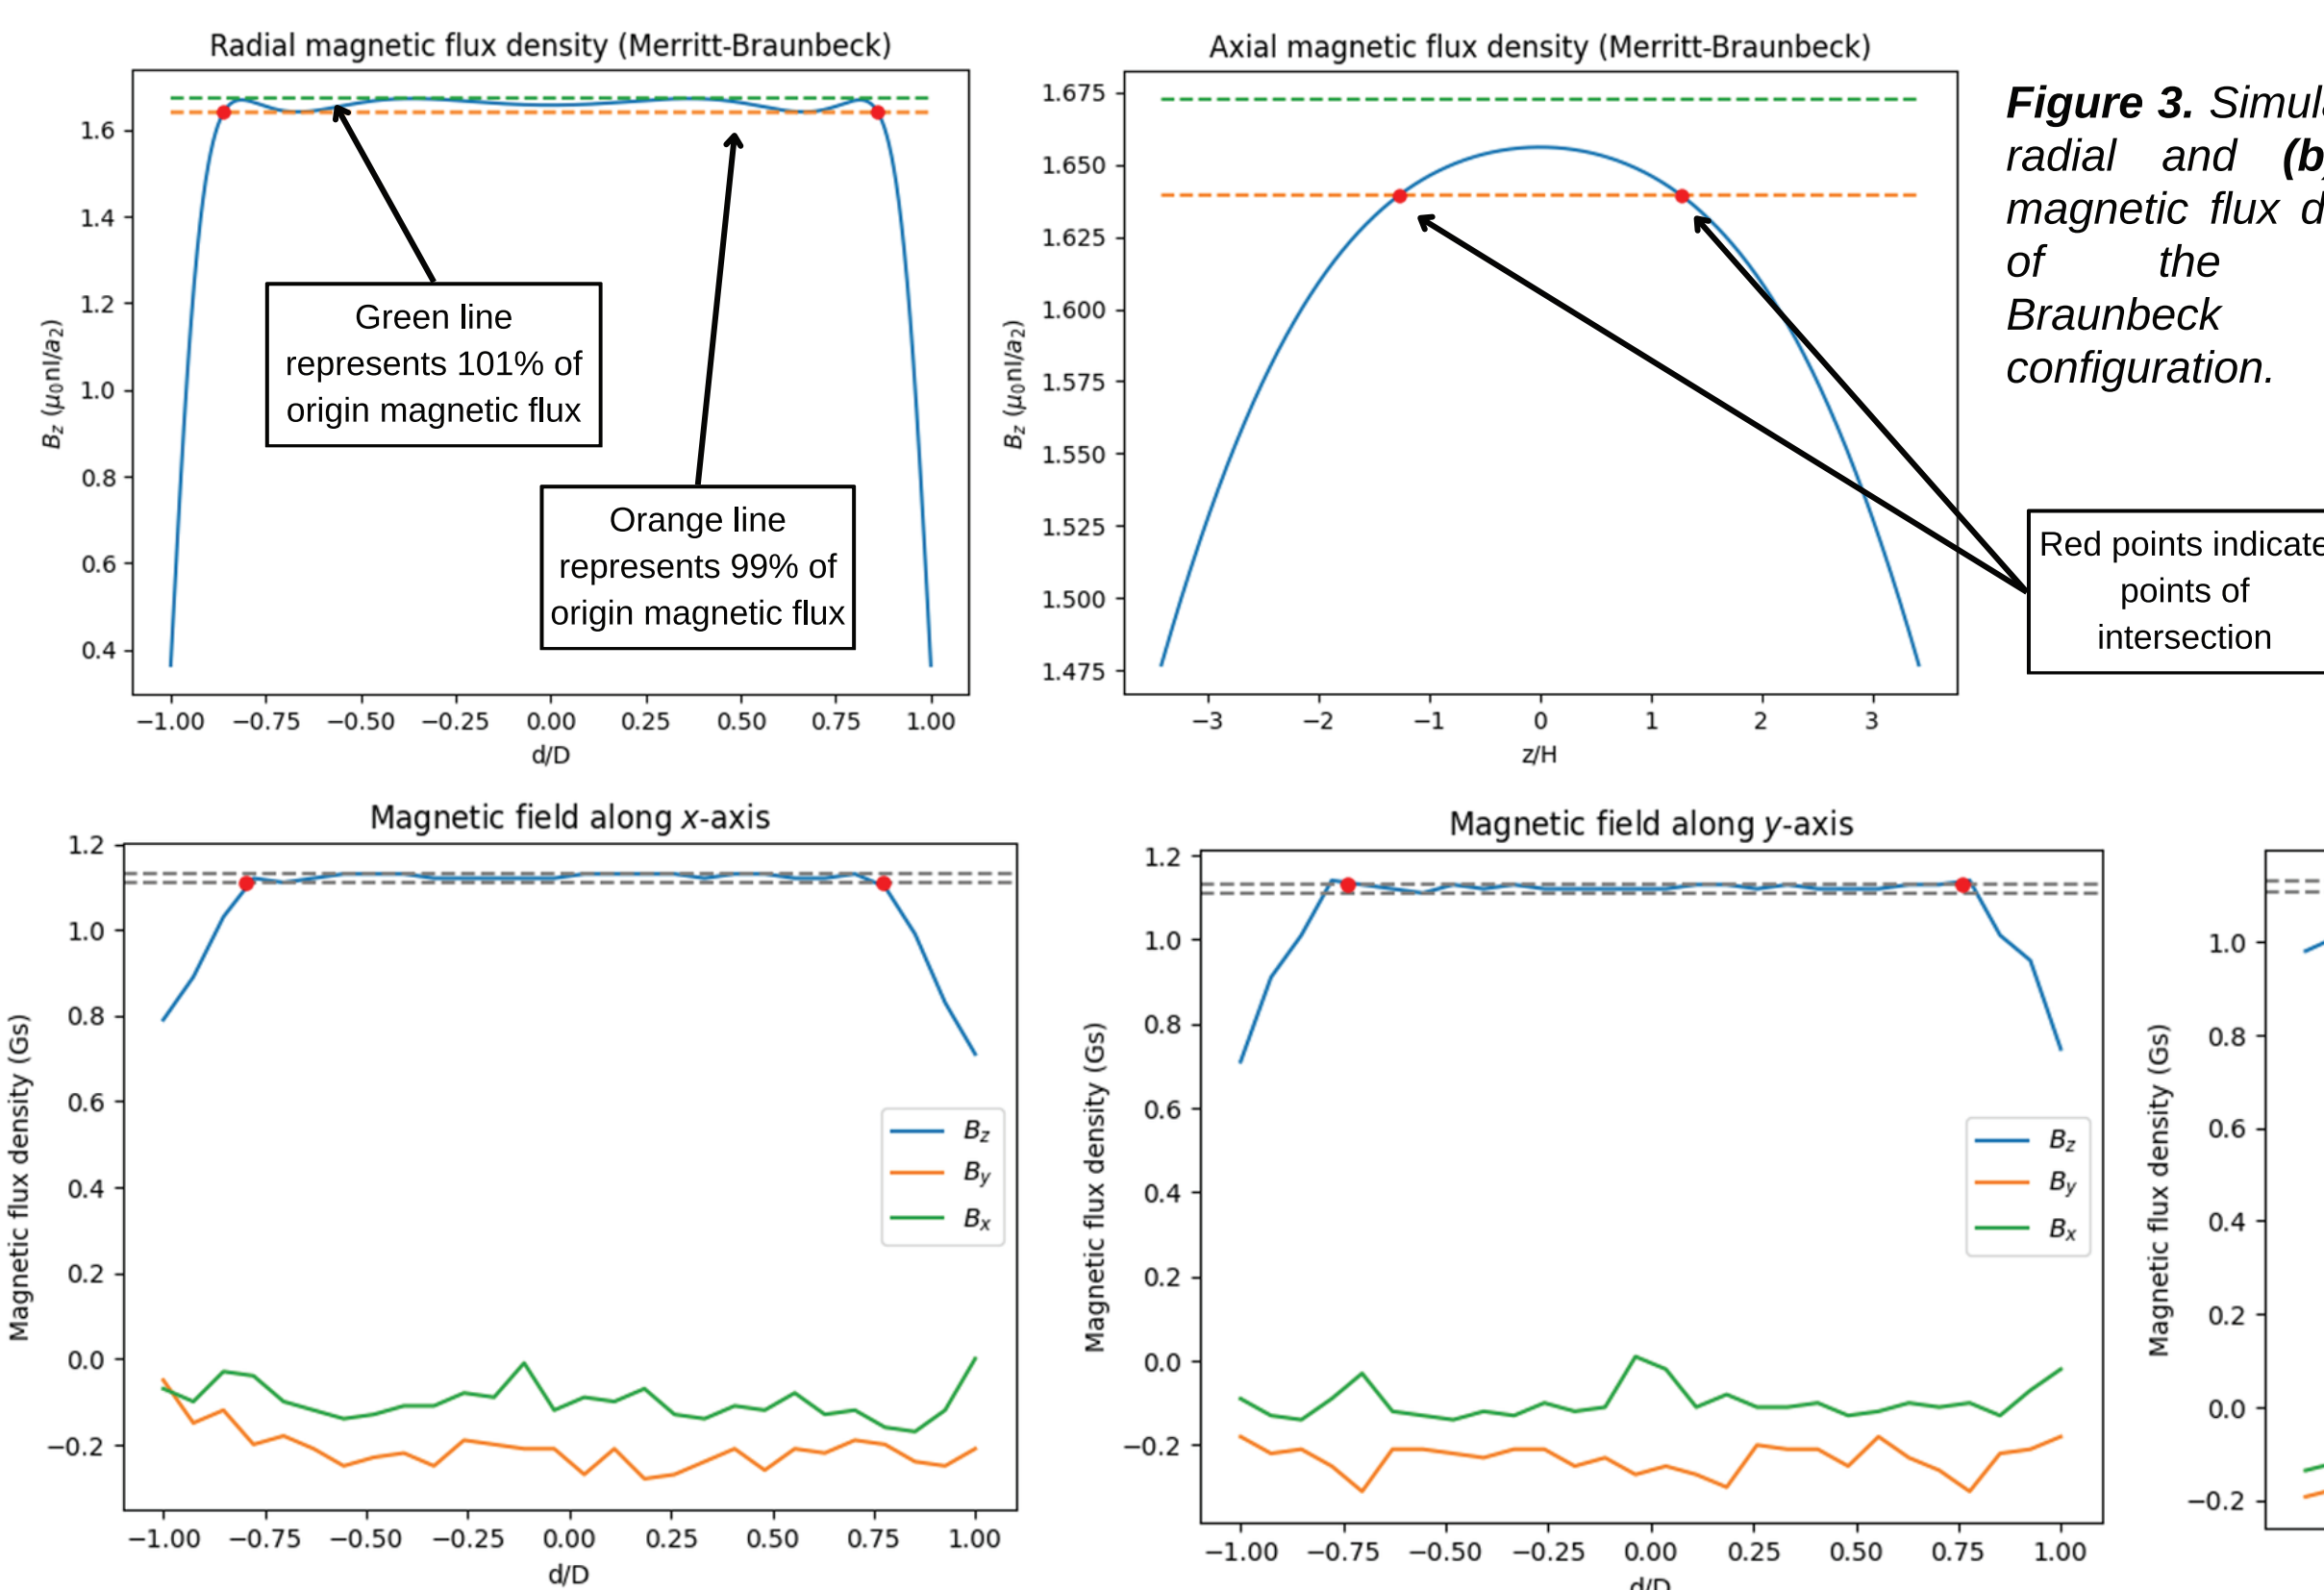 Radial magnetic flux density (Merritt-Braunbeck)
1.6
1.4
1.2
1.0
0.8
0.6
0.4
B_z (μ₀nI/a₂)
Green line
represents 101% of
origin magnetic flux
Orange line
represents 99% of
origin magnetic flux
−1.00 −0.75 −0.50 −0.25 0.00 0.25 0.50 0.75 1.00
d/D
Axial magnetic flux density (Merritt-Braunbeck)
1.675
1.650
1.625
1.600
1.575
1.550
1.525
1.500
1.475
B_z (μ₀nI/a₂)
−3 −2 −1 0 1 2 3
z/H
Figure 3.
radial and
magnetic flux
of the
Braunbeck
configuration.
Red points indicate
points of
intersection
Magnetic field along x-axis
1.2
1.0
0.8
0.6
0.4
0.2
0.0
−0.2
Magnetic flux density (Gs)
B_z
B_y
B_x
−1.00 −0.75 −0.50 −0.25 0.00 0.25 0.50 0.75 1.00
d/D
Magnetic field along y-axis
1.2
1.0
0.8
0.6
0.4
0.2
0.0
−0.2
Magnetic flux density (Gs)
B_z
B_y
B_x
−1.00 −0.75 −0.50 −0.25 0.00 0.25 0.50 0.75 1.00
d/D
1.0
0.8
0.6
0.4
0.2
0.0
−0.2
Magnetic flux density (Gs)